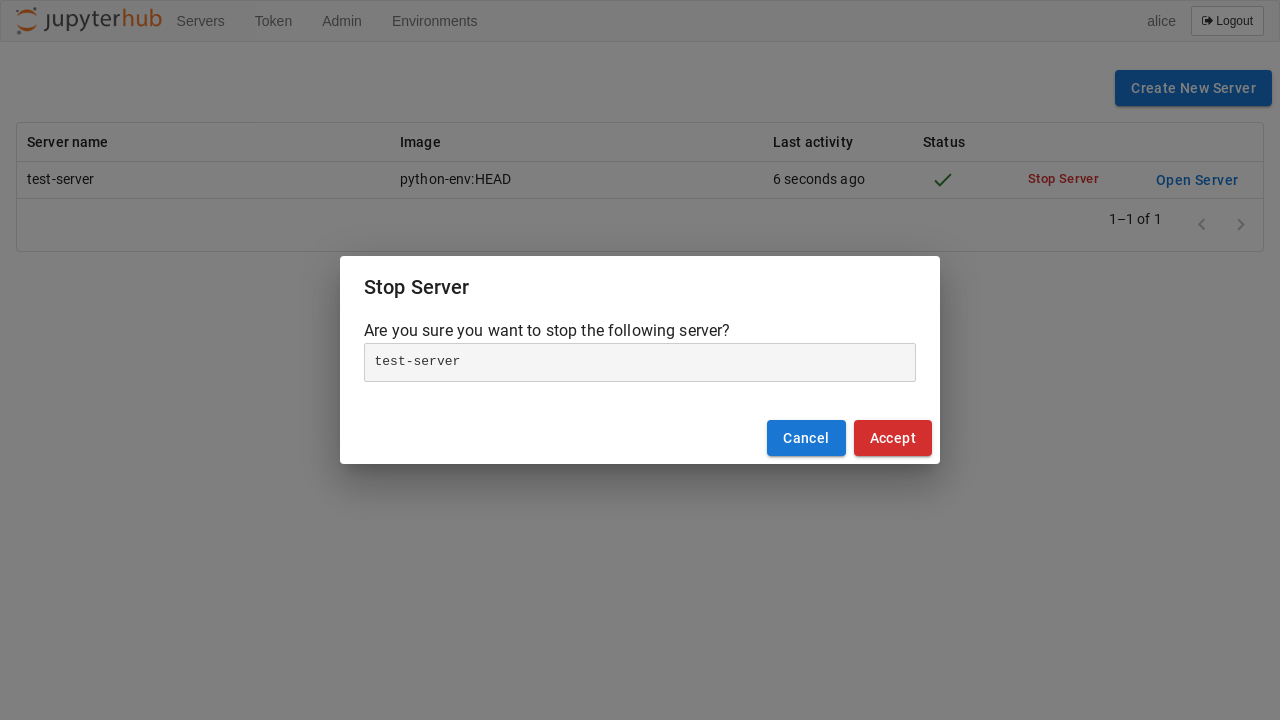 jupyterhub Servers Token Admin Environments alice Logout
Create New Server
Server name Image Last activity Status
test-server python-env:HEAD 6 seconds ago Stop Server Open Server
1–1 of 1
Stop Server
Are you sure you want to stop the following server?
test-server
Cancel Accept